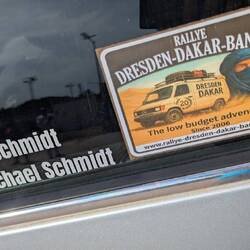 RALLYE
DRESDEN-DAKAR-BAN
DRESDEN
DAKAR
The low budget adven
Since 2006
www.rallye-dresden-dakar-ba
chmidt
chael Schmidt